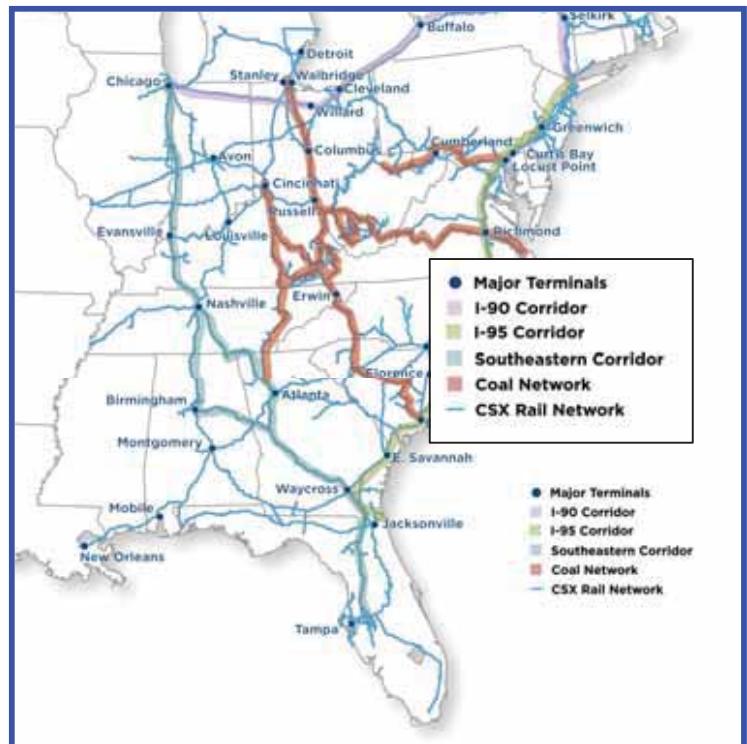 Selkirk
Buffalo
Detroit
Stanley
Walbridge
Chicago
Cleveland
Willard
Greenwich
Cumberland
Columbus
Avon
Curtis Bay
Locust Point
Cincinnati
Russell
Evansville
Louisville
Richmond
Erwin
Nashville
Florence
Atlanta
Birmingham
Montgomery
E. Savannah
Waycross
Mobile
Jacksonville
New Orleans
Tampa
Major Terminals
I-90 Corridor
I-95 Corridor
Southeastern Corridor
Coal Network
CSX Rail Network
Major Terminals
I-90 Corridor
I-95 Corridor
Southeastern Corridor
Coal Network
CSX Rail Network